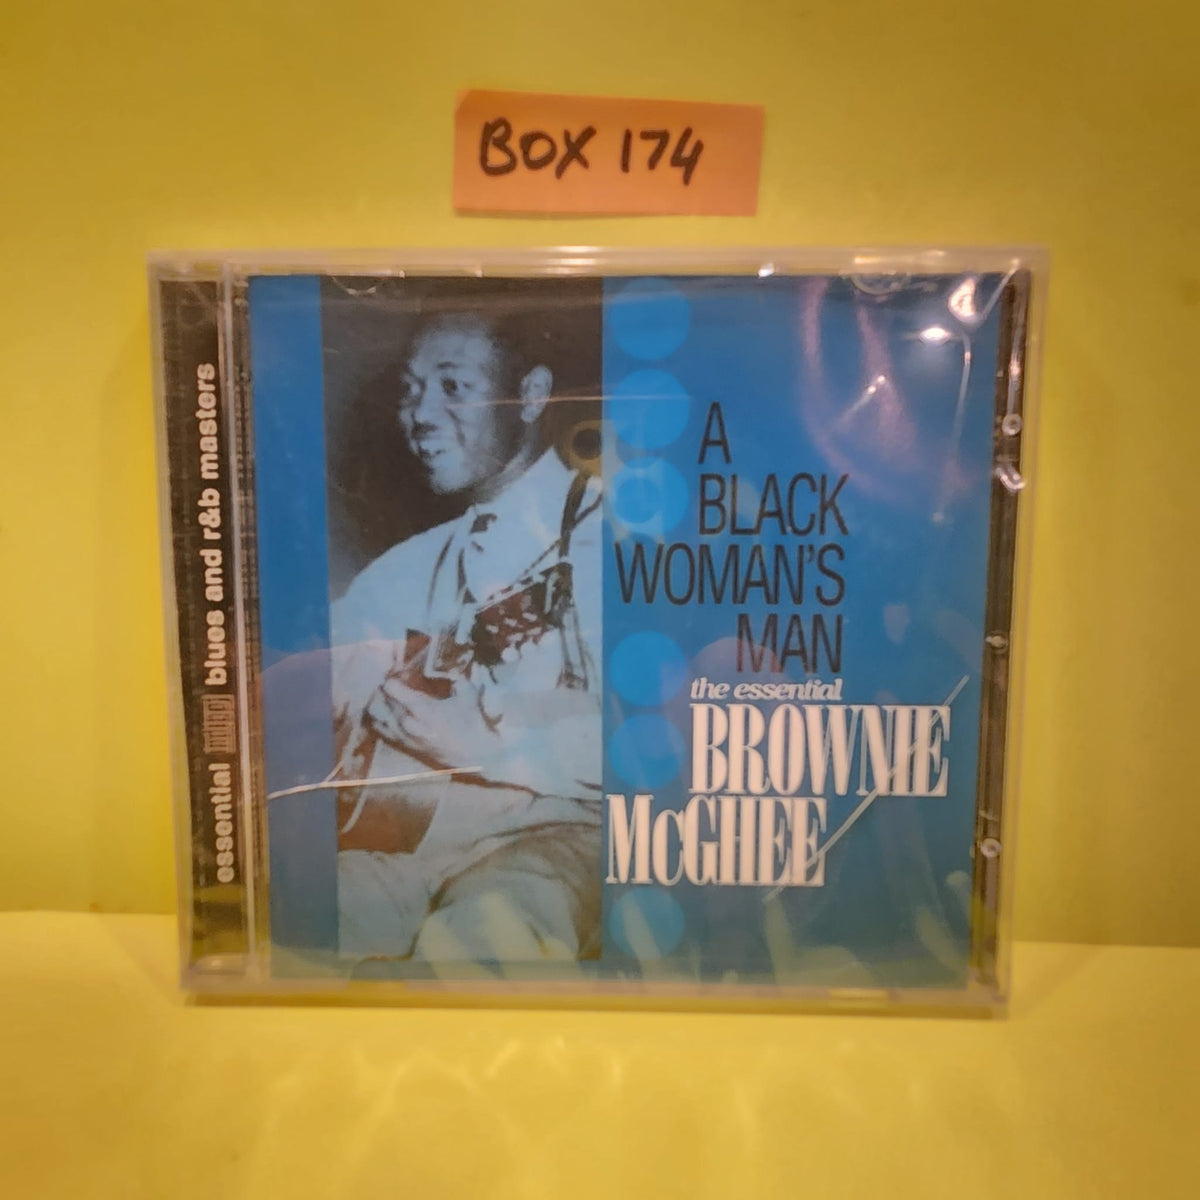 BOX 174
essential blues and r&b masters
A
BLACK
WOMAN'S
MAN
the essential
BROWNIE
McGHEE